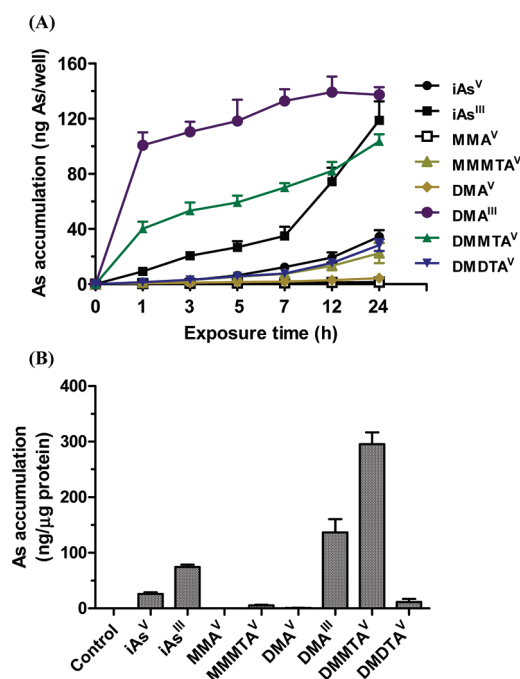 (A)
As accumulation (ng As/well)
160
120
80
40
0
0 1 3 5 7 12 24
Exposure time (h)
iAsⱽ
iAsᴵᴵᴵ
MMAⱽ
MMMTAⱽ
DMAⱽ
DMAᴵᴵᴵ
DMMTAⱽ
DMDTAⱽ
(B)
As accumulation
(ng/µg protein)
400
300
200
100
0
Control iAsⱽ iAsᴵᴵᴵ MMAⱽ MMMTAⱽ DMAⱽ DMAᴵᴵᴵ DMMTAⱽ DMDTAⱽ